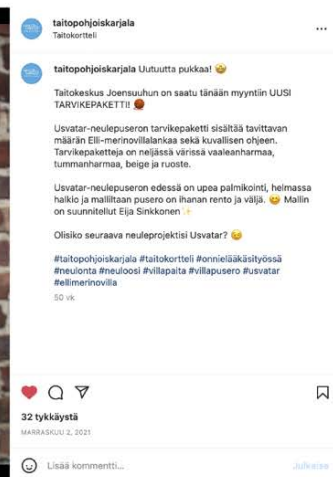 taitopohjoiskarjala
Taitokortteli
taitopohjoiskarjala Uutuutta pukkaa! 🤩
Taitokeskus Joensuuhun on saatu tänään myyntiin UUSI
TARVIKEPAKETTI! 🧶
Usvatar-neulepuseron tarvikepaketti sisältää tavittavan
määrän Elli-merinovillalankaa sekä kuvallisen ohjeen.
Tarvikepaketteja on neljässä värissä vaaleanharmaa,
tummanharmaa, beige ja ruoste.
Usvatar-neulepuseron edessä on upea palmikointi, helmassa
halkio ja malliltaan pusero on ihanan rento ja väljä. 😊 Mallin
on suunnitellut Eija Sinkkonen ✨
Olisiko seuraava neuleprojektisi Usvatar? 😉
#taitopohjoiskarjala #taitokortteli #onnielääkäsityössä
#neulonta #neuloosi #villapaita #villapusero #usvatar
#ellimerinovilla
50 vk
32 tykkäystä
MARRASKUU 2, 2021
Lisää kommentti...
Julkaise